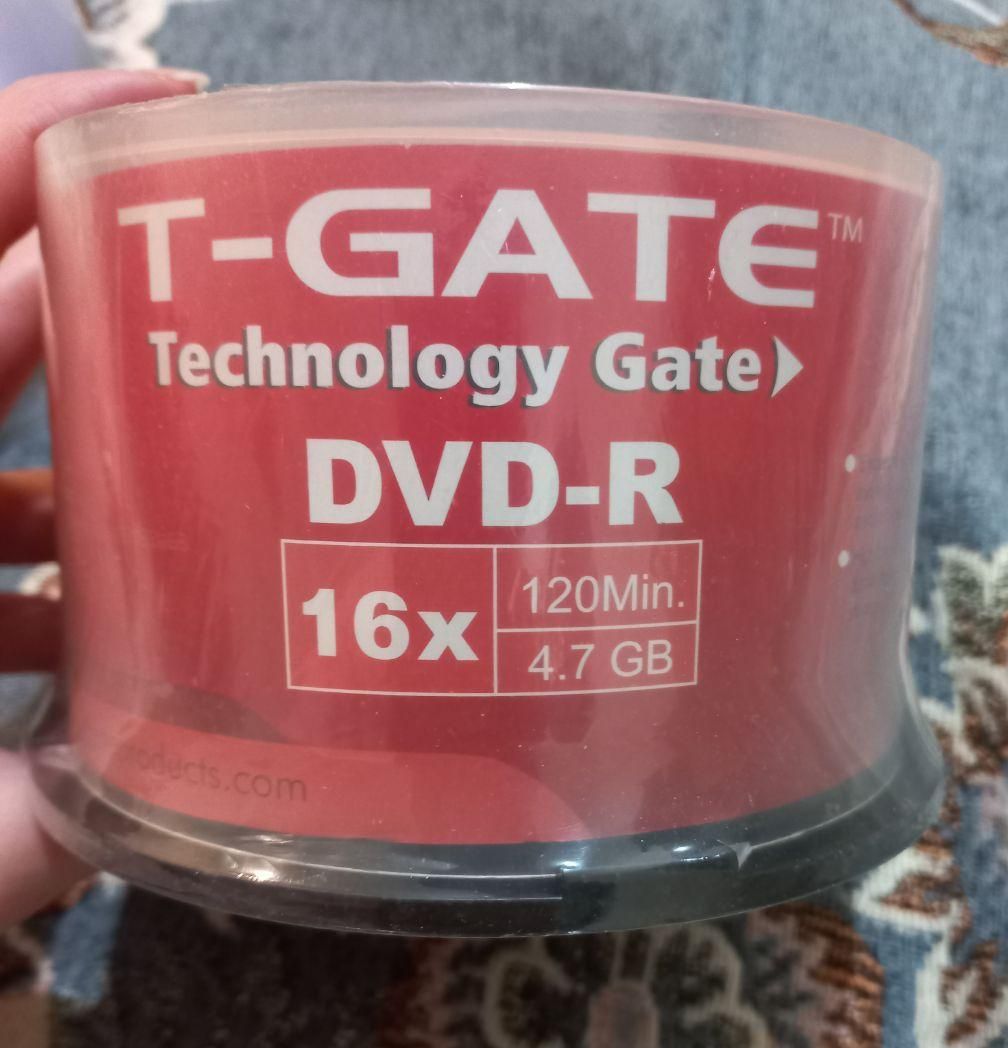 T-GATE™
Technology Gate
DVD-R
16x
120Min.
4.7 GB